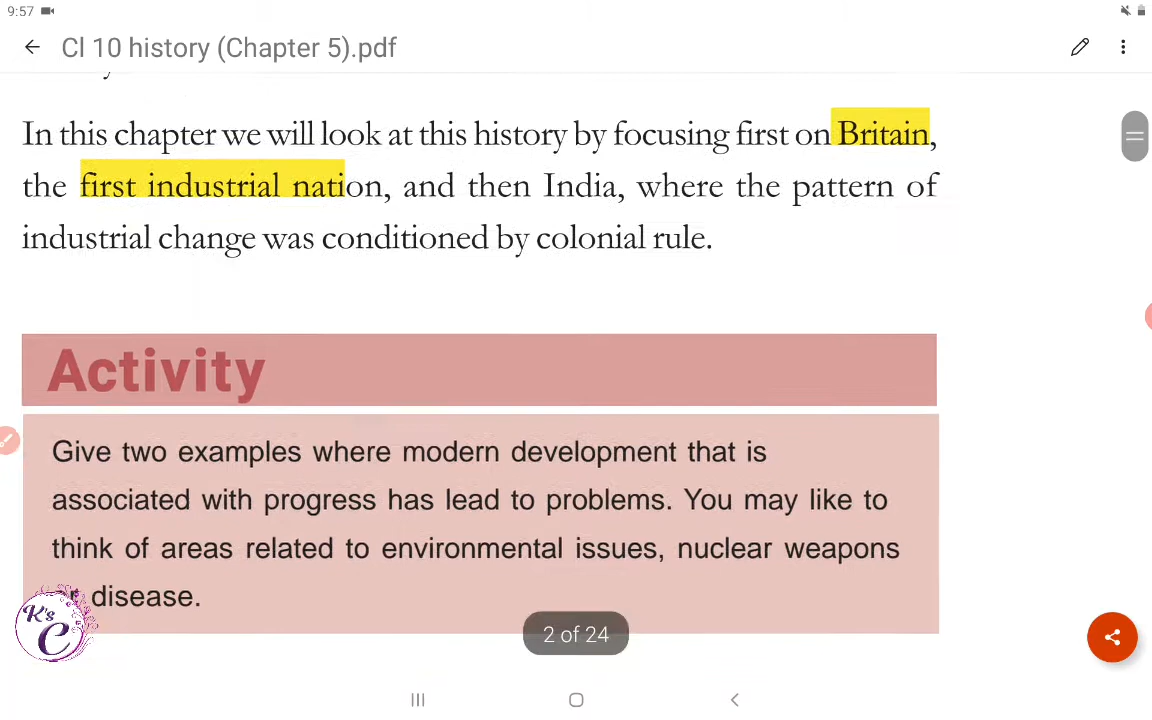 9:57
Cl 10 history (Chapter 5).pdf
In this chapter we will look at this history by focusing first on Britain,
the first industrial nation, and then India, where the pattern of
industrial change was conditioned by colonial rule.
Activity
Give two examples where modern development that is
associated with progress has lead to problems. You may like to
think of areas related to environmental issues, nuclear weapons
disease.
K's C
2 of 24